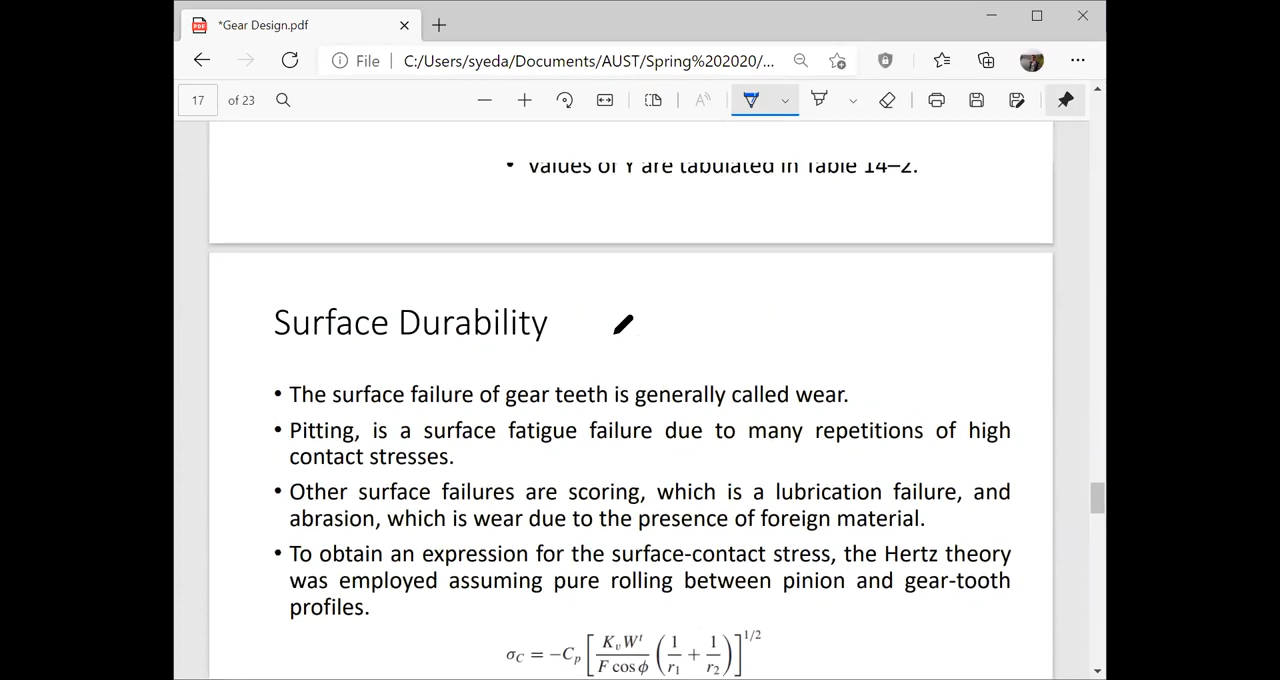 *Gear Design.pdf
File | C:/Users/syeda/Documents/AUST/Spring%202020/...
17 of 23
• Values of Y are tabulated in Table 14–2.
Surface Durability
• The surface failure of gear teeth is generally called wear.
• Pitting, is a surface fatigue failure due to many repetitions of high
contact stresses.
• Other surface failures are scoring, which is a lubrication failure, and
abrasion, which is wear due to the presence of foreign material.
• To obtain an expression for the surface-contact stress, the Hertz theory
was employed assuming pure rolling between pinion and gear-tooth
profiles.
σ_C = −C_p [ K_v W^t / (F cos ϕ) ( 1/r_1 + 1/r_2 ) ]^1/2